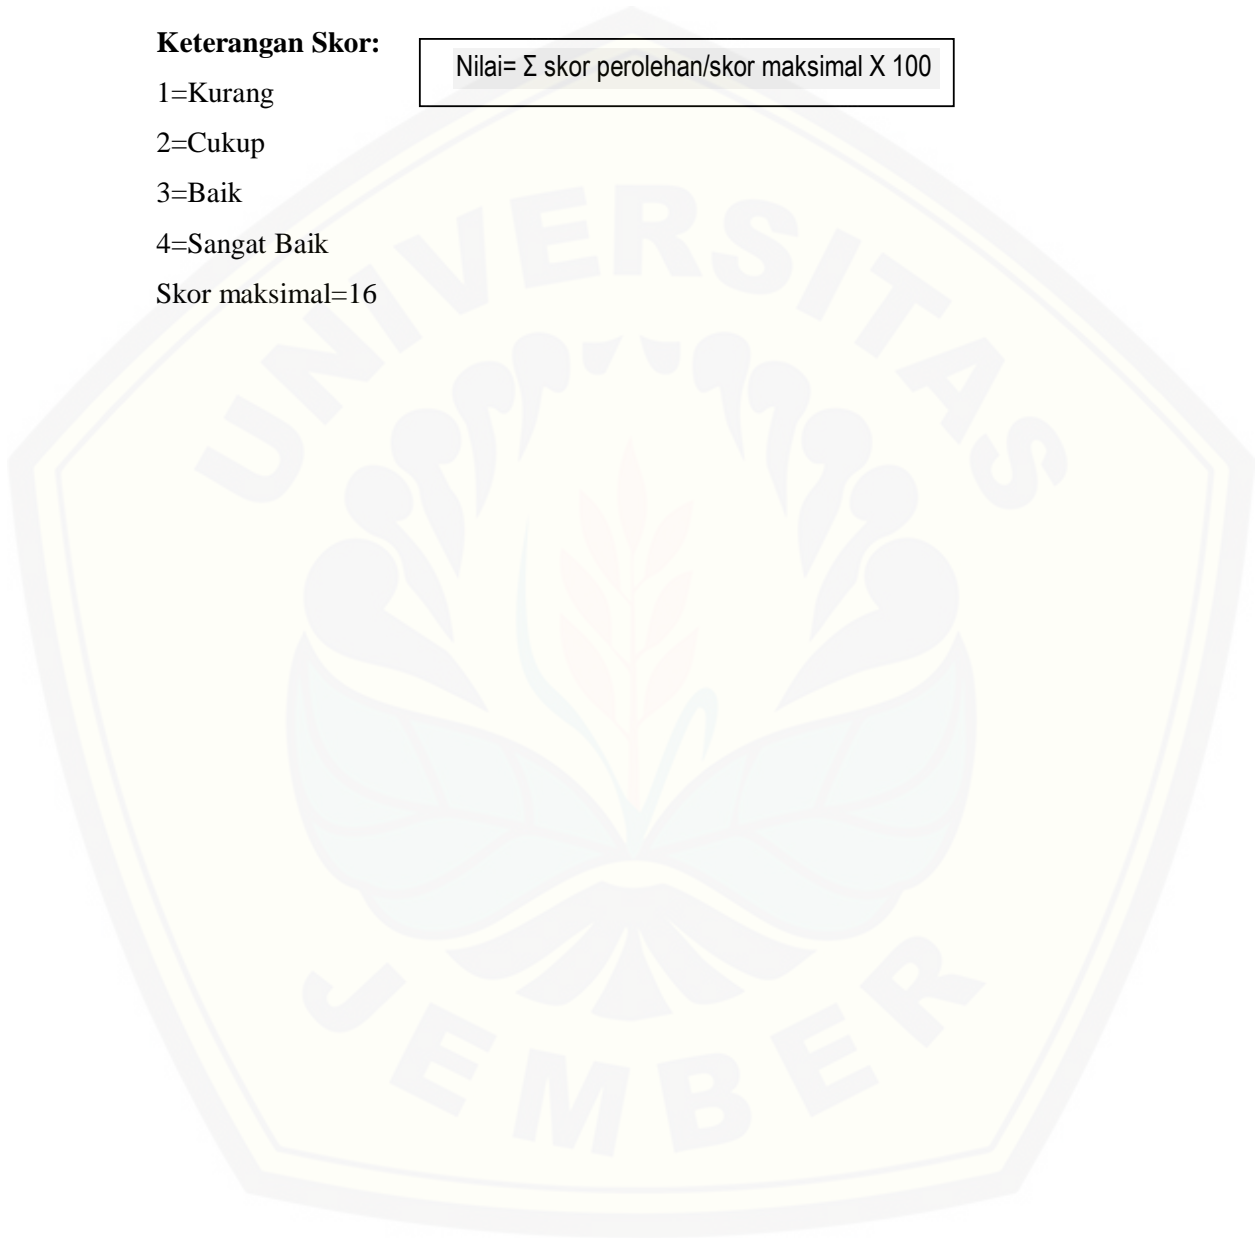 Keterangan Skor:
Nilai= Σ skor perolehan/skor maksimal X 100
1=Kurang
2=Cukup
3=Baik
4=Sangat Baik
Skor maksimal=16
UNIVERSITAS
JEMBER